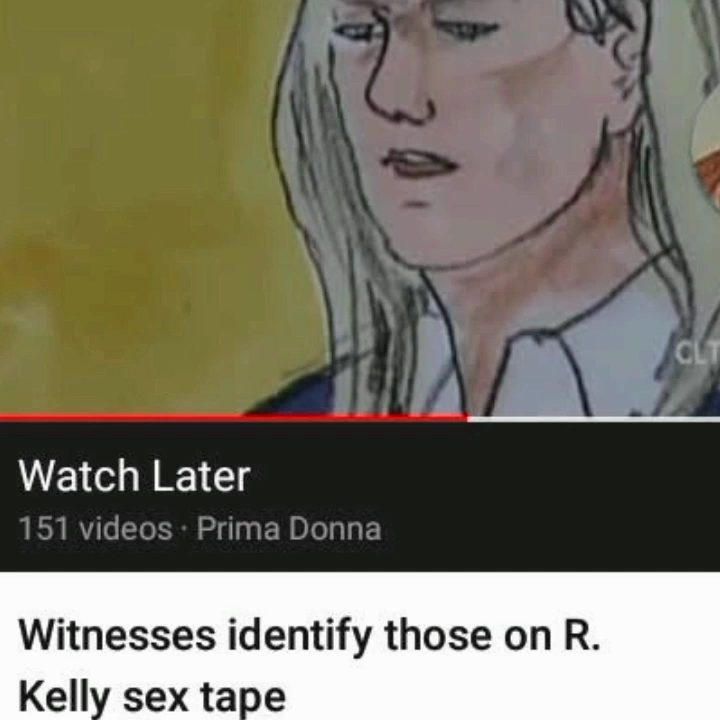 CLT
Watch Later
151 videos · Prima Donna
Witnesses identify those on R.
Kelly sex tape